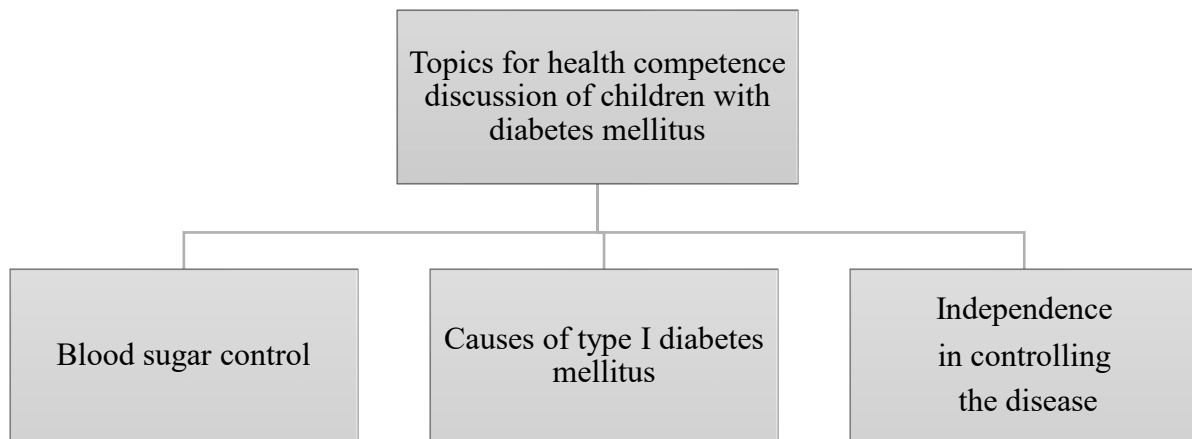 Topics for health competence
discussion of children with
diabetes mellitus
Blood sugar control
Causes of type I diabetes
mellitus
Independence
in controlling
the disease